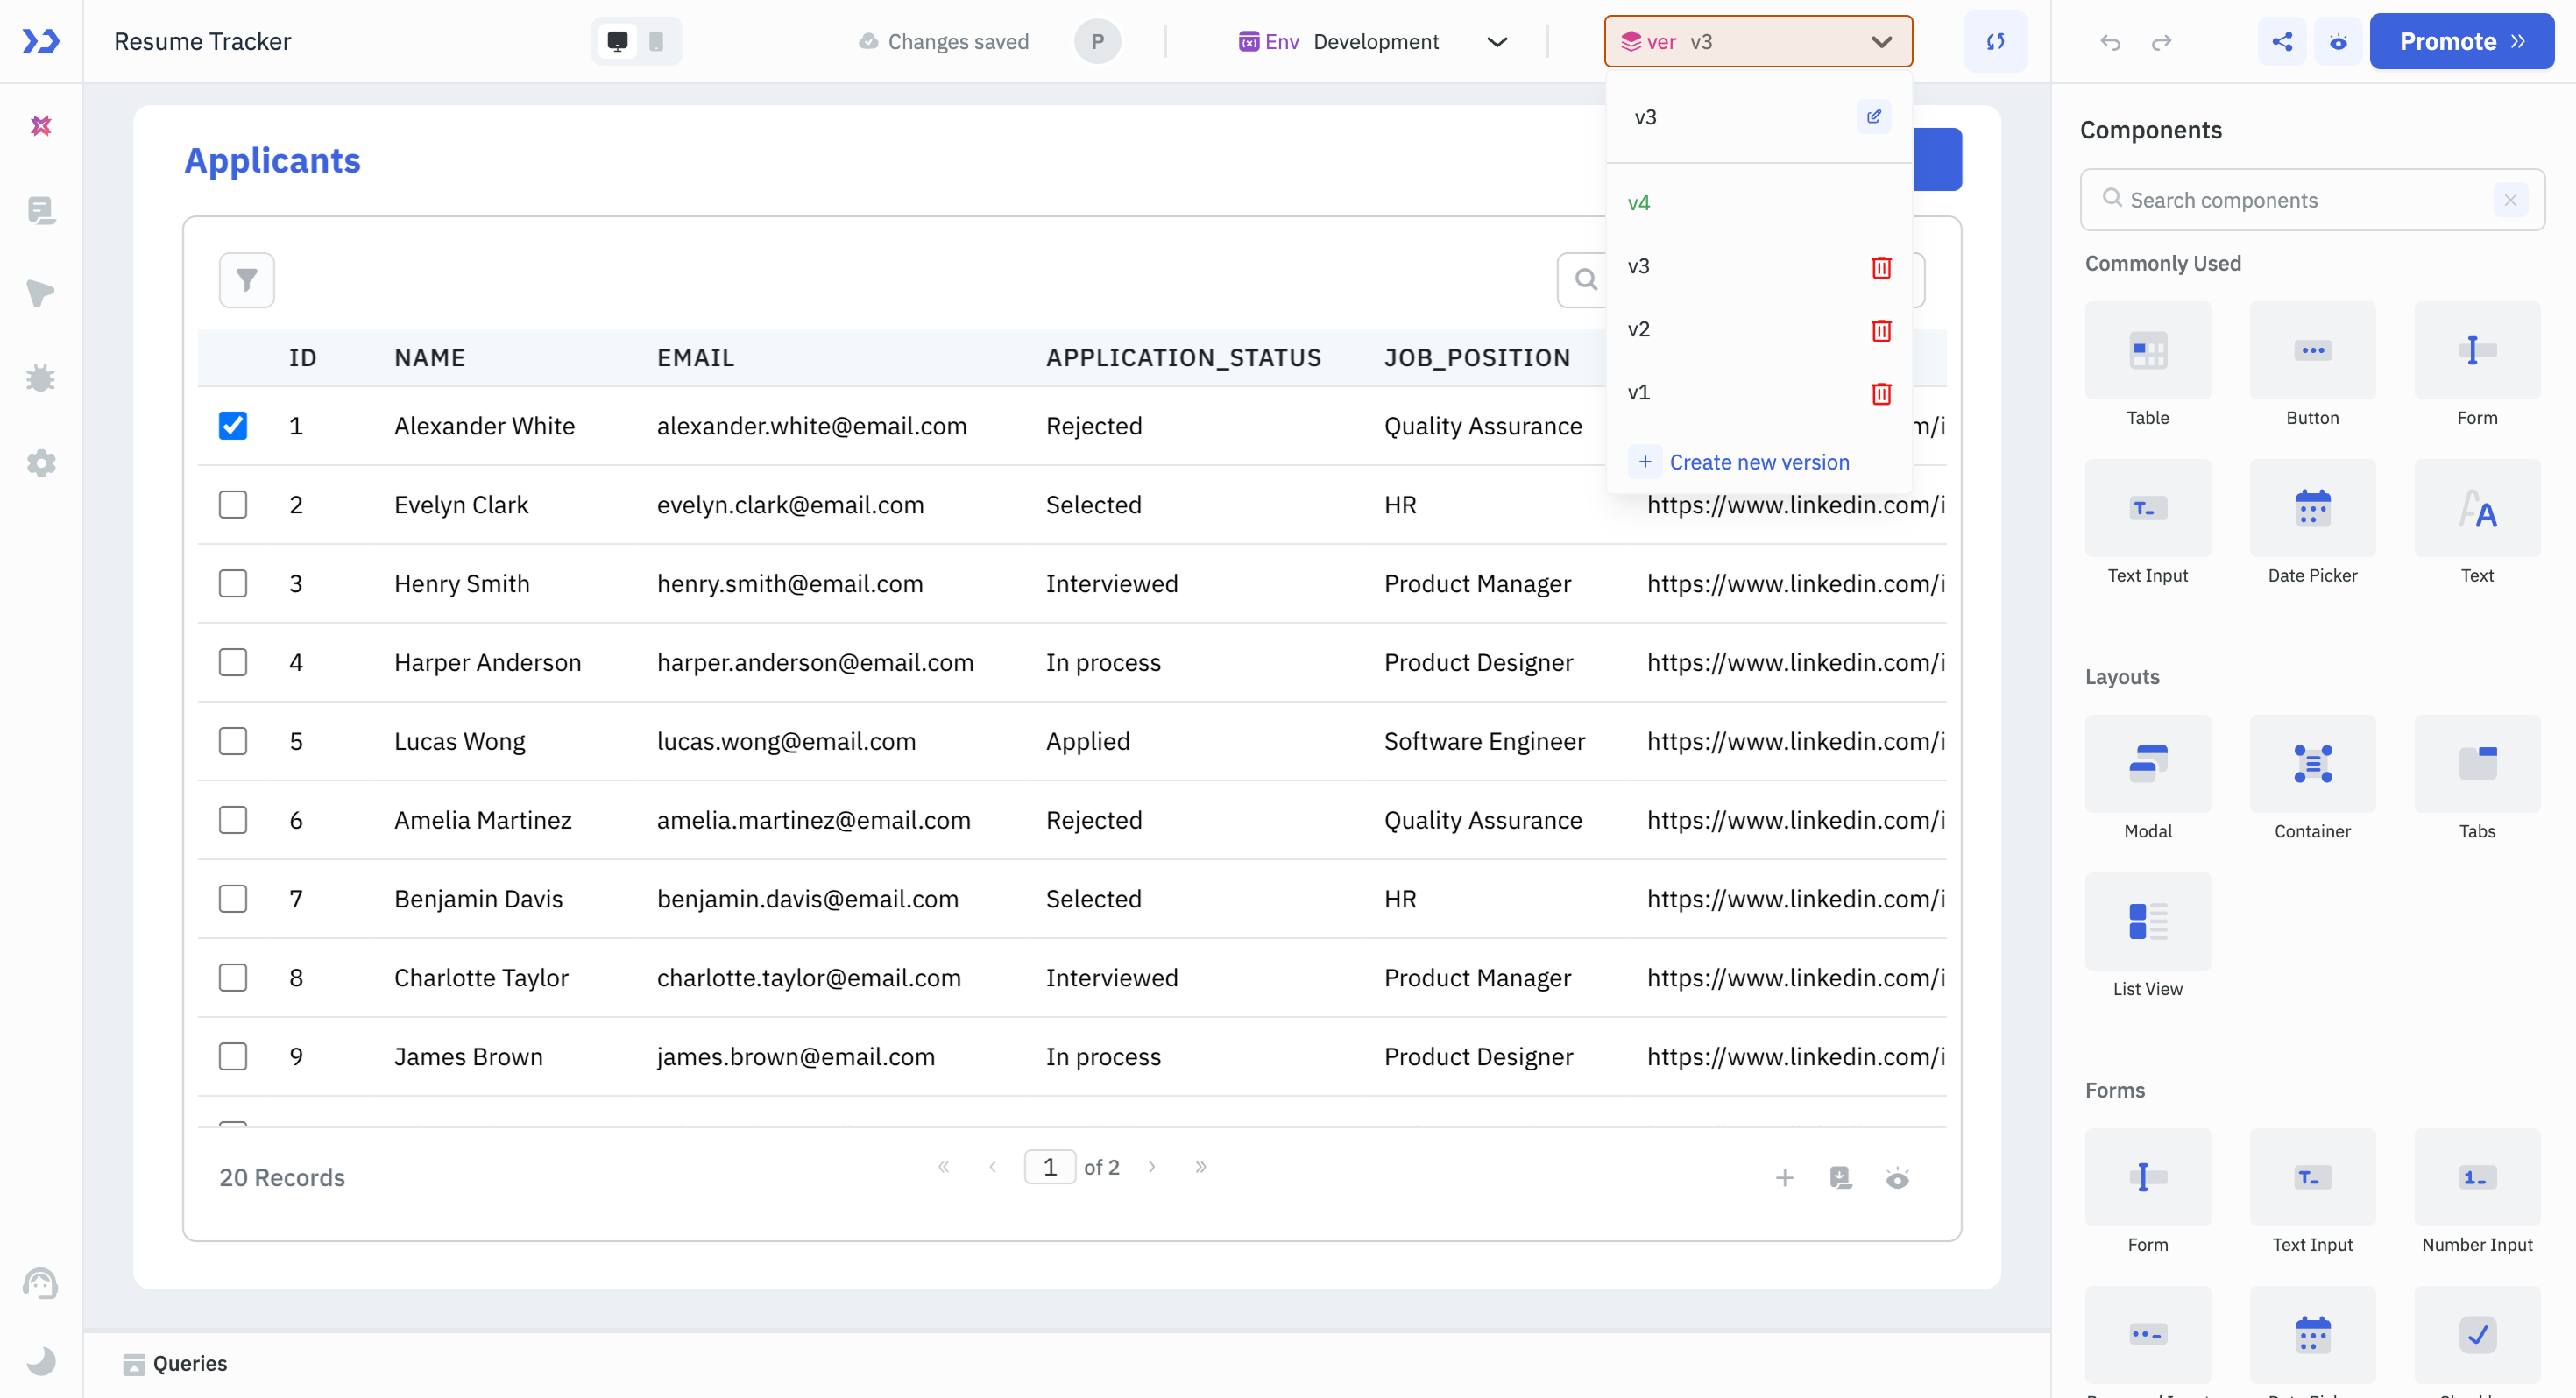 Resume Tracker
Changes saved
P
Env Development
ver v3
Promote
v3
v4
v3
v2
v1
+ Create new version
Applicants
ID NAME EMAIL APPLICATION_STATUS JOB_POSITION
1 Alexander White alexander.white@email.com Rejected Quality Assurance m/i
2 Evelyn Clark evelyn.clark@email.com Selected HR https://www.linkedin.com/i
3 Henry Smith henry.smith@email.com Interviewed Product Manager https://www.linkedin.com/i
4 Harper Anderson harper.anderson@email.com In process Product Designer https://www.linkedin.com/i
5 Lucas Wong lucas.wong@email.com Applied Software Engineer https://www.linkedin.com/i
6 Amelia Martinez amelia.martinez@email.com Rejected Quality Assurance https://www.linkedin.com/i
7 Benjamin Davis benjamin.davis@email.com Selected HR https://www.linkedin.com/i
8 Charlotte Taylor charlotte.taylor@email.com Interviewed Product Manager https://www.linkedin.com/i
9 James Brown james.brown@email.com In process Product Designer https://www.linkedin.com/i
20 Records
1 of 2
Queries
Components
Search components
Commonly Used
Table Button Form
Text Input Date Picker Text
Layouts
Modal Container Tabs
List View
Forms
Form Text Input Number Input